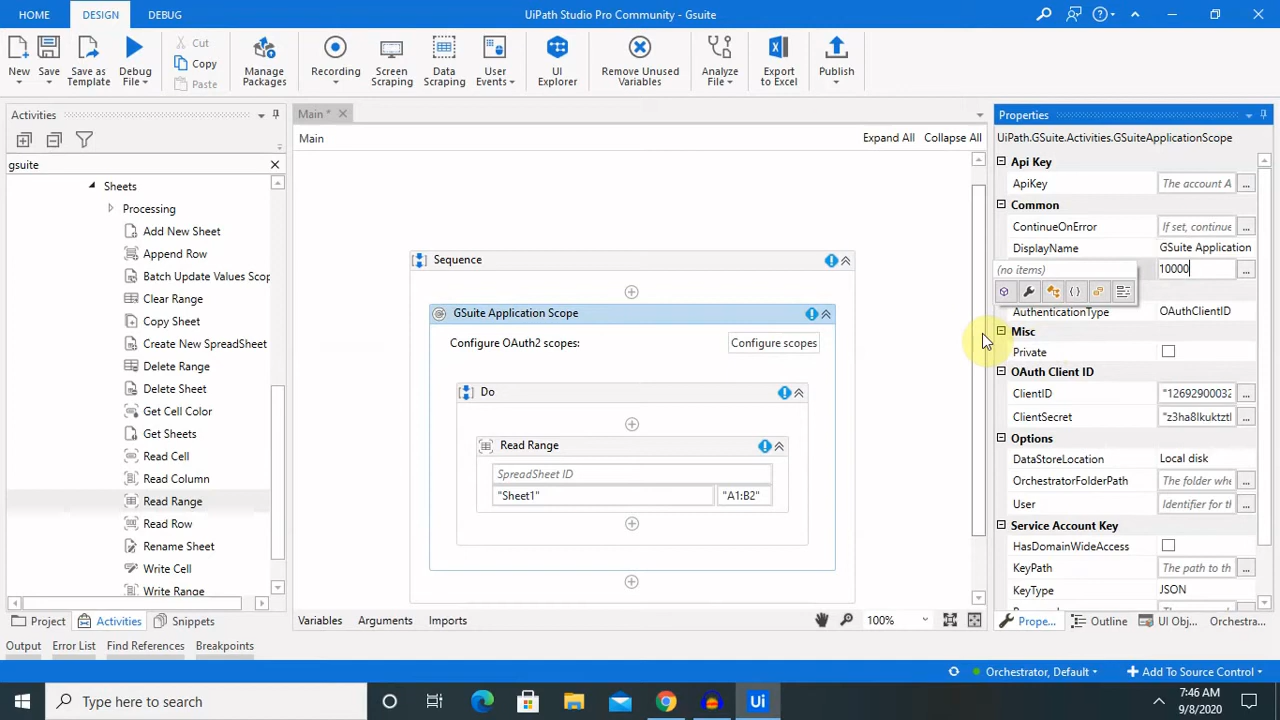 HOME
DESIGN
DEBUG
UiPath Studio Pro Community - Gsuite
New
Save
Save as
Template
Debug
File
Cut
Copy
Paste
Manage
Packages
Recording
Screen
Scraping
Data
Scraping
User
Events
UI
Explorer
Remove Unused
Variables
Analyze
File
Export
to Excel
Publish
Activities
gsuite
Sheets
Processing
Add New Sheet
Append Row
Batch Update Values Scop
Clear Range
Copy Sheet
Create New SpreadSheet
Delete Range
Delete Sheet
Get Cell Color
Get Sheets
Read Cell
Read Column
Read Range
Read Row
Rename Sheet
Write Cell
Write Range
Project
Activities
Snippets
Main *
Main
Expand All
Collapse All
Sequence
GSuite Application Scope
Configure OAuth2 scopes:
Configure scopes
Do
Read Range
SpreadSheet ID
"Sheet1"
"A1:B2"
Variables
Arguments
Imports
100%
Properties
UiPath.GSuite.Activities.GSuiteApplicationScope
Api Key
ApiKey
The account A
...
Common
ContinueOnError
If set, continue
...
DisplayName
GSuite Application
(no items)
10000
...
AuthenticationType
OAuthClientID
Misc
Private
OAuth Client ID
ClientID
"1269290003
...
ClientSecret
"z3ha8lkuktztl
...
Options
DataStoreLocation
Local disk
OrchestratorFolderPath
The folder whe
...
User
Identifier for th
...
Service Account Key
HasDomainWideAccess
KeyPath
The path to th
...
KeyType
JSON
Prope...
Outline
UI Obj...
Orchestra...
Output
Error List
Find References
Breakpoints
Orchestrator, Default
Add To Source Control
Type here to search
Ui
7:46 AM
9/8/2020